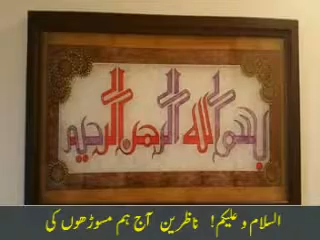 بسم الله الرحمن الرحيم
السلام و علیکم! ناظرین آج ہم مسوڑھوں کی